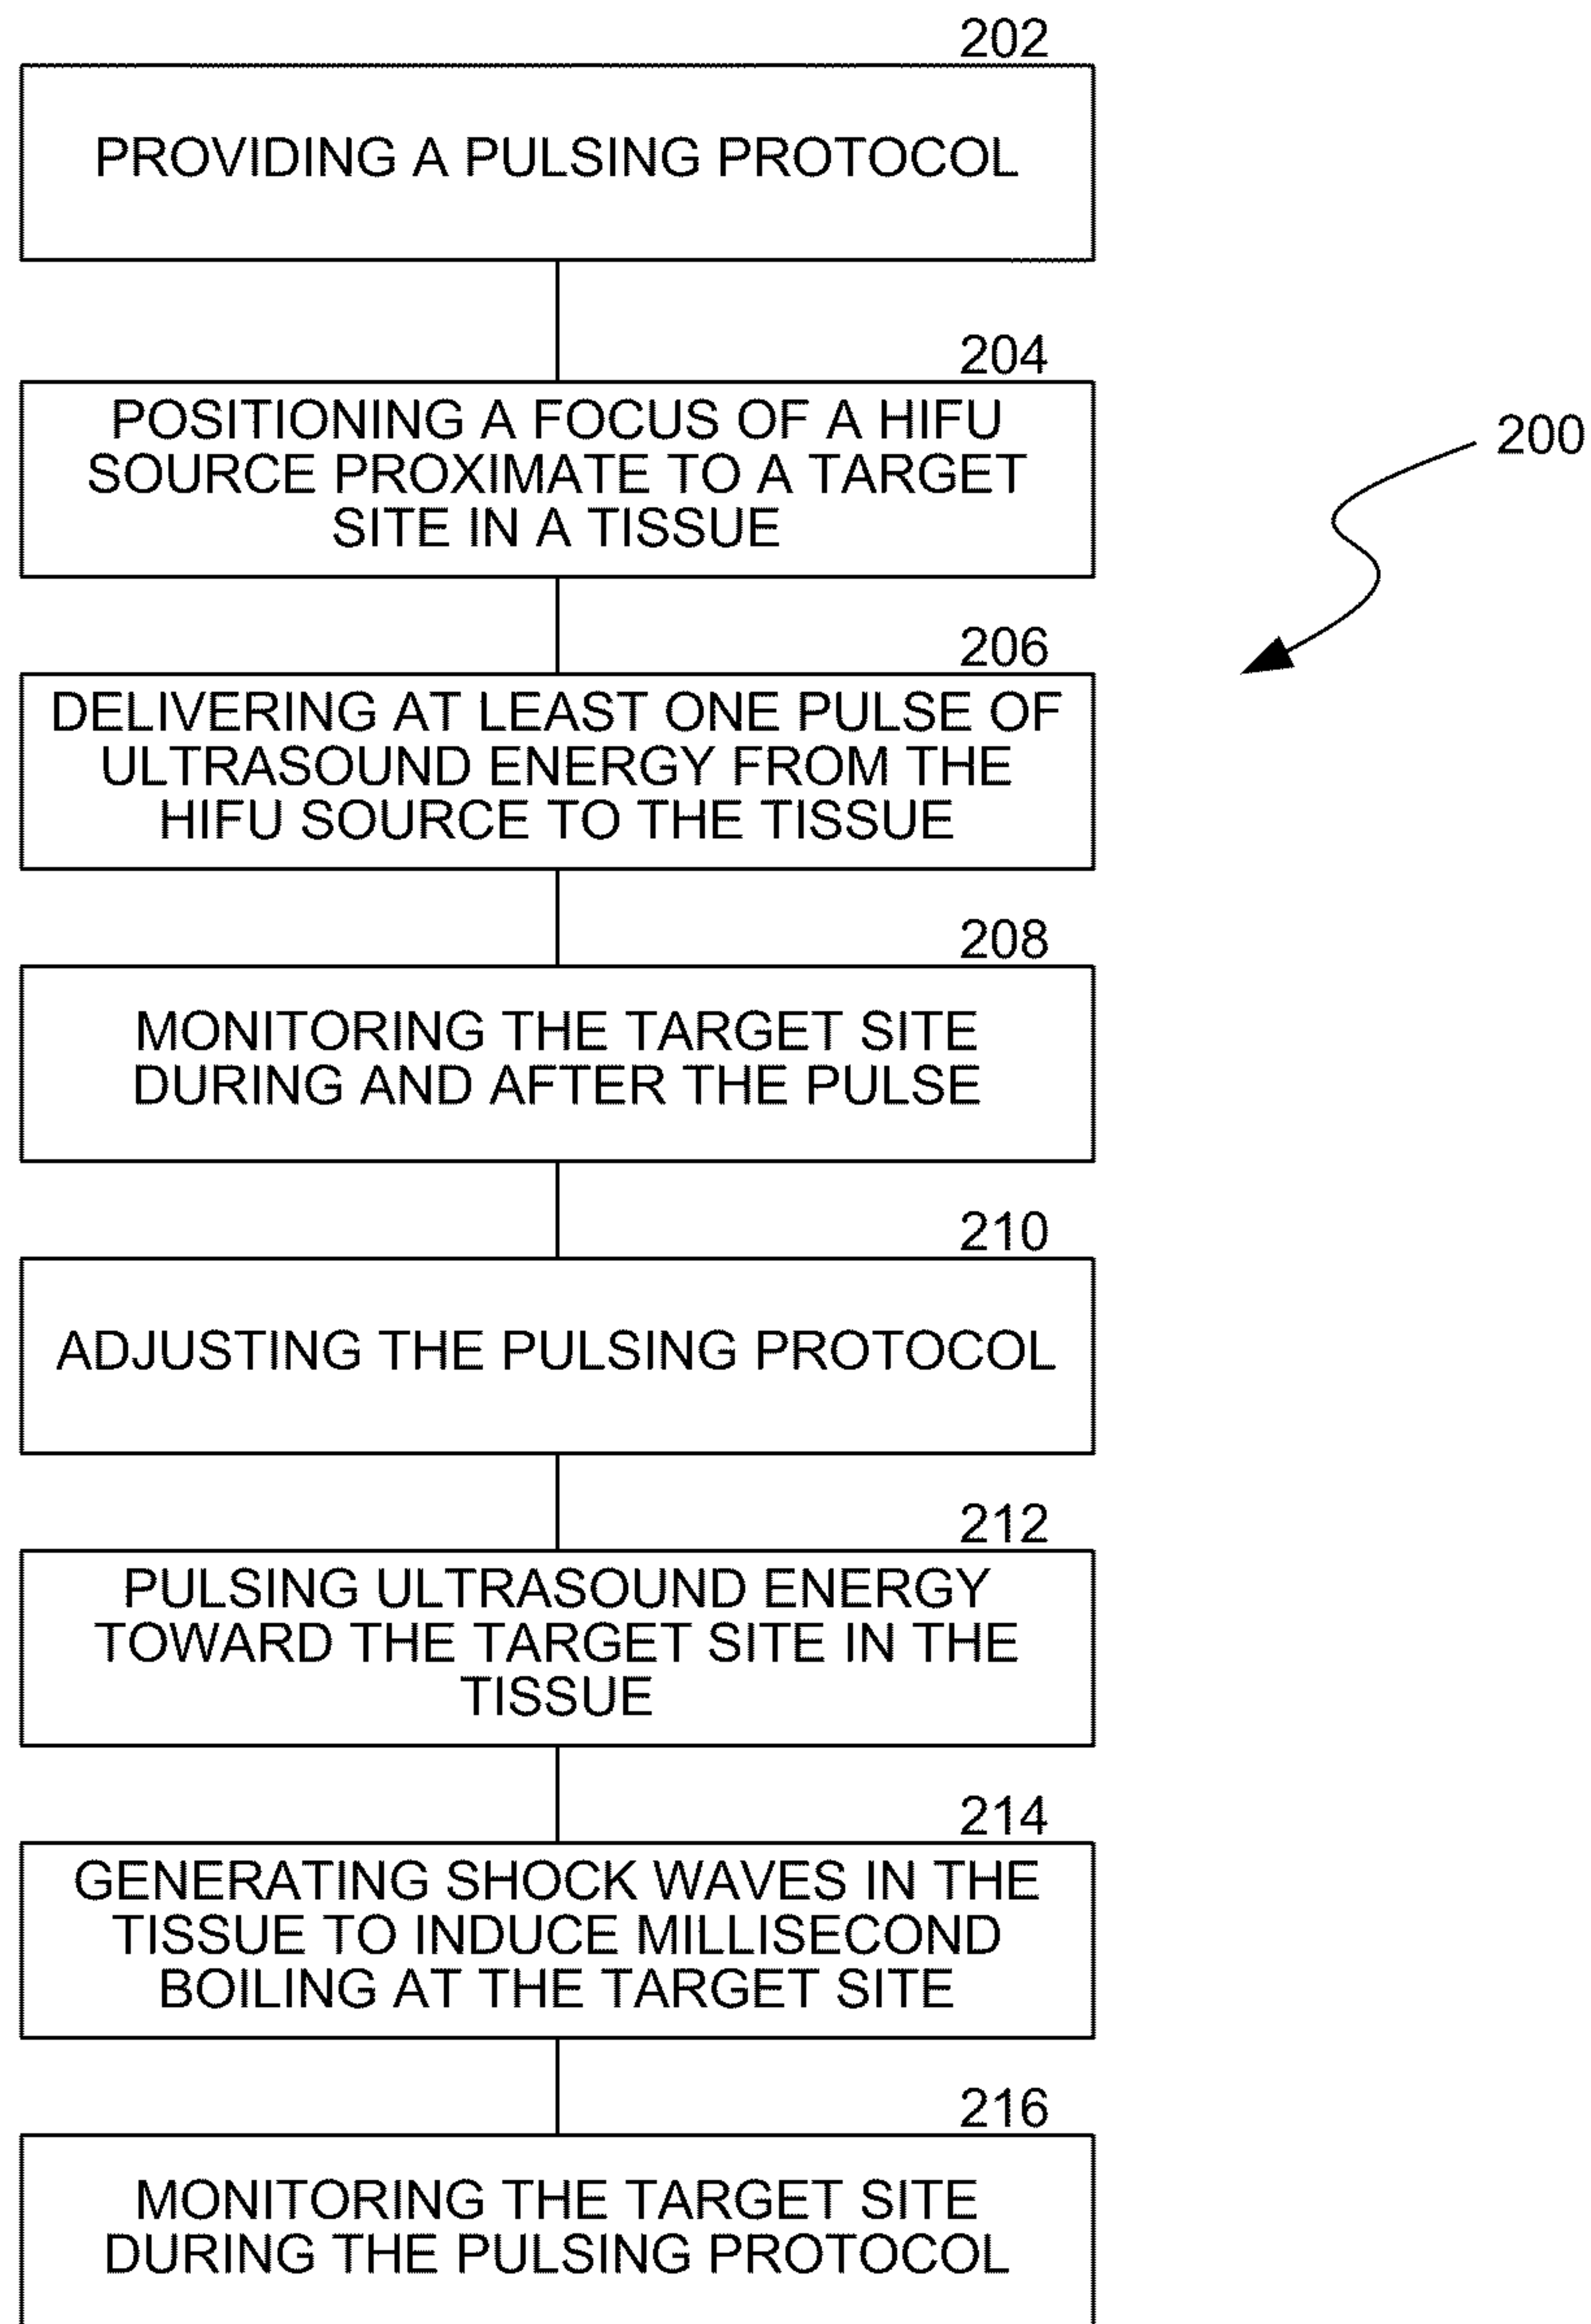 202
PROVIDING A PULSING PROTOCOL
204
POSITIONING A FOCUS OF A HIFU
SOURCE PROXIMATE TO A TARGET
SITE IN A TISSUE
200
206
DELIVERING AT LEAST ONE PULSE OF
ULTRASOUND ENERGY FROM THE
HIFU SOURCE TO THE TISSUE
208
MONITORING THE TARGET SITE
DURING AND AFTER THE PULSE
210
ADJUSTING THE PULSING PROTOCOL
212
PULSING ULTRASOUND ENERGY
TOWARD THE TARGET SITE IN THE
TISSUE
214
GENERATING SHOCK WAVES IN THE
TISSUE TO INDUCE MILLISECOND
BOILING AT THE TARGET SITE
216
MONITORING THE TARGET SITE
DURING THE PULSING PROTOCOL